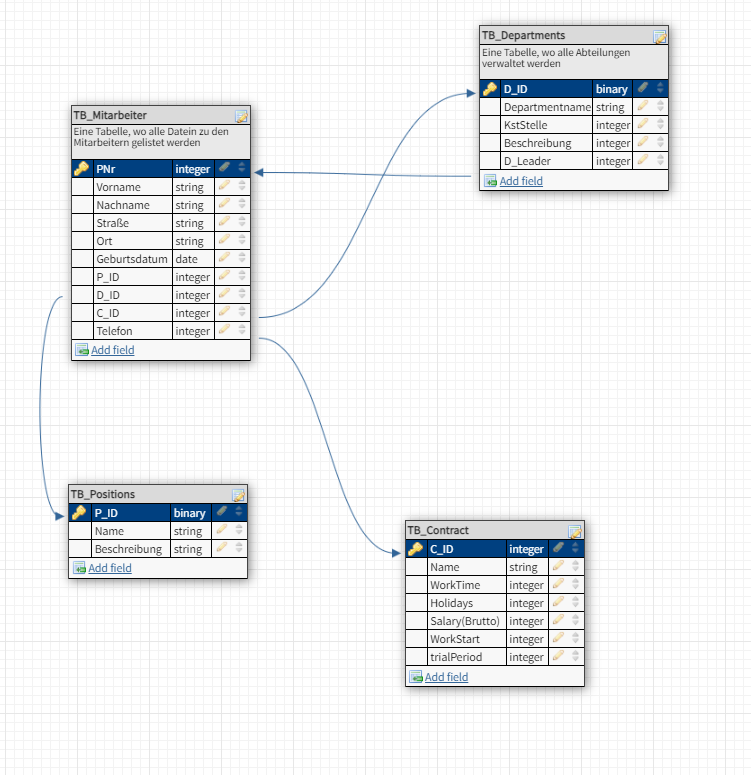 TB_Departments
Eine Tabelle, wo alle Abteilungen
verwaltet werden
D_ID binary
Departmentname string
KstStelle integer
Beschreibung integer
D_Leader integer
Add field
TB_Mitarbeiter
Eine Tabelle, wo alle Datein zu den
Mitarbeitern gelistet werden
PNr integer
Vorname string
Nachname string
Straße string
Ort string
Geburtsdatum date
P_ID integer
D_ID integer
C_ID integer
Telefon integer
Add field
TB_Positions
P_ID binary
Name string
Beschreibung string
Add field
TB_Contract
C_ID integer
Name string
WorkTime integer
Holidays integer
Salary(Brutto) integer
WorkStart integer
trialPeriod integer
Add field